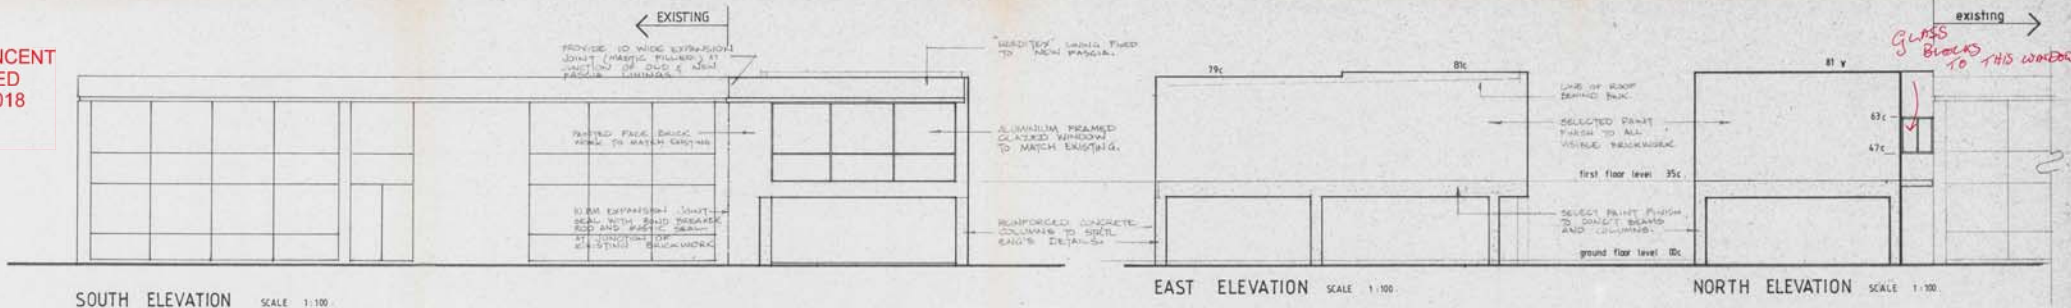 NCENT
ED
018
EXISTING
PROVIDE 10 WIDE EXPANSION
JOINT (MASTIC FILLED) AT
JUNCTION OF OLD & NEW
FASCIA LININGS.
"HARDITEX" LINING FIXED
TO NEW FASCIA.
PAINTED FACE BRICK
WORK TO MATCH EXISTING
ALUMINIUM FRAMED
GLAZED WINDOW
TO MATCH EXISTING.
10 MM EXPANSION JOINT
SEAL WITH BOND BREAKER
ROD AND MASTIC SEAL
AT JUNCTION OF
EXISTING BRICKWORK
REINFORCED CONCRETE
COLUMNS TO
ENG'S DETAILS.
SOUTH ELEVATION SCALE 1:100.
79c
81c
LINE OF ROOF
BEHIND
SELECTED PAINT
FINISH TO ALL
VISIBLE BRICKWORK
first floor level 35c.
SELECT PAINT FINISH
TO CONC'T BEAMS
AND COLUMNS.
ground floor level 00c
EAST ELEVATION SCALE 1:100.
existing
GLASS
BLOCKS
TO THIS WINDOW
81
63c
47c
NORTH ELEVATION SCALE 1:100.